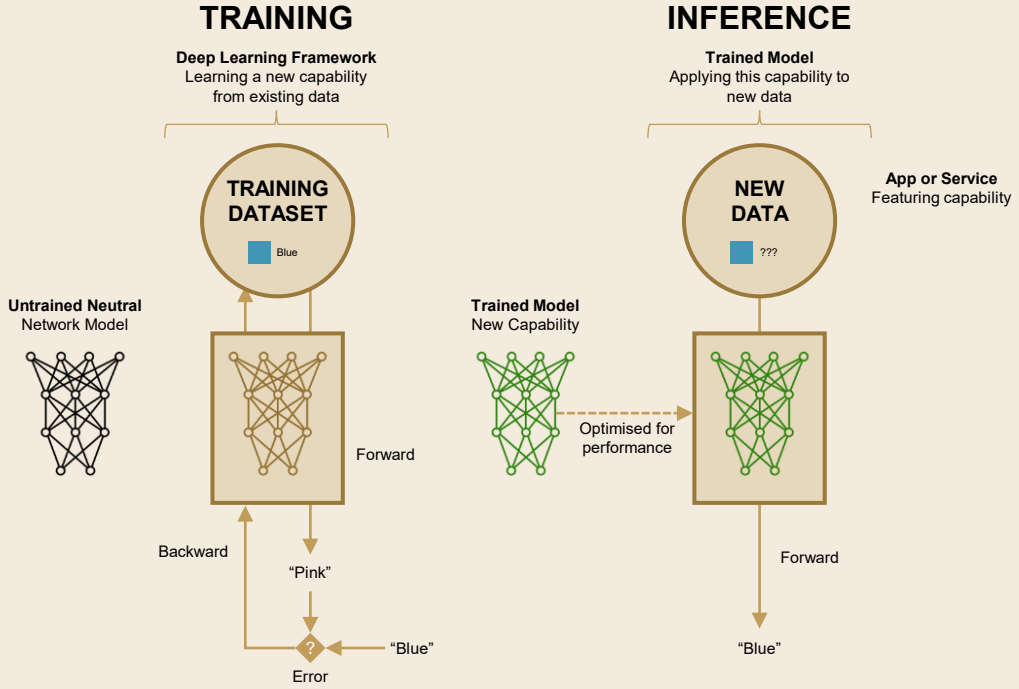 TRAINING
Deep Learning Framework
Learning a new capability
from existing data
TRAINING
DATASET
Blue
Untrained Neutral
Network Model
Forward
Backward
“Pink”
?
“Blue”
Error
INFERENCE
Trained Model
Applying this capability to
new data
NEW
DATA
???
App or Service
Featuring capability
Trained Model
New Capability
Optimised for
performance
Forward
“Blue”